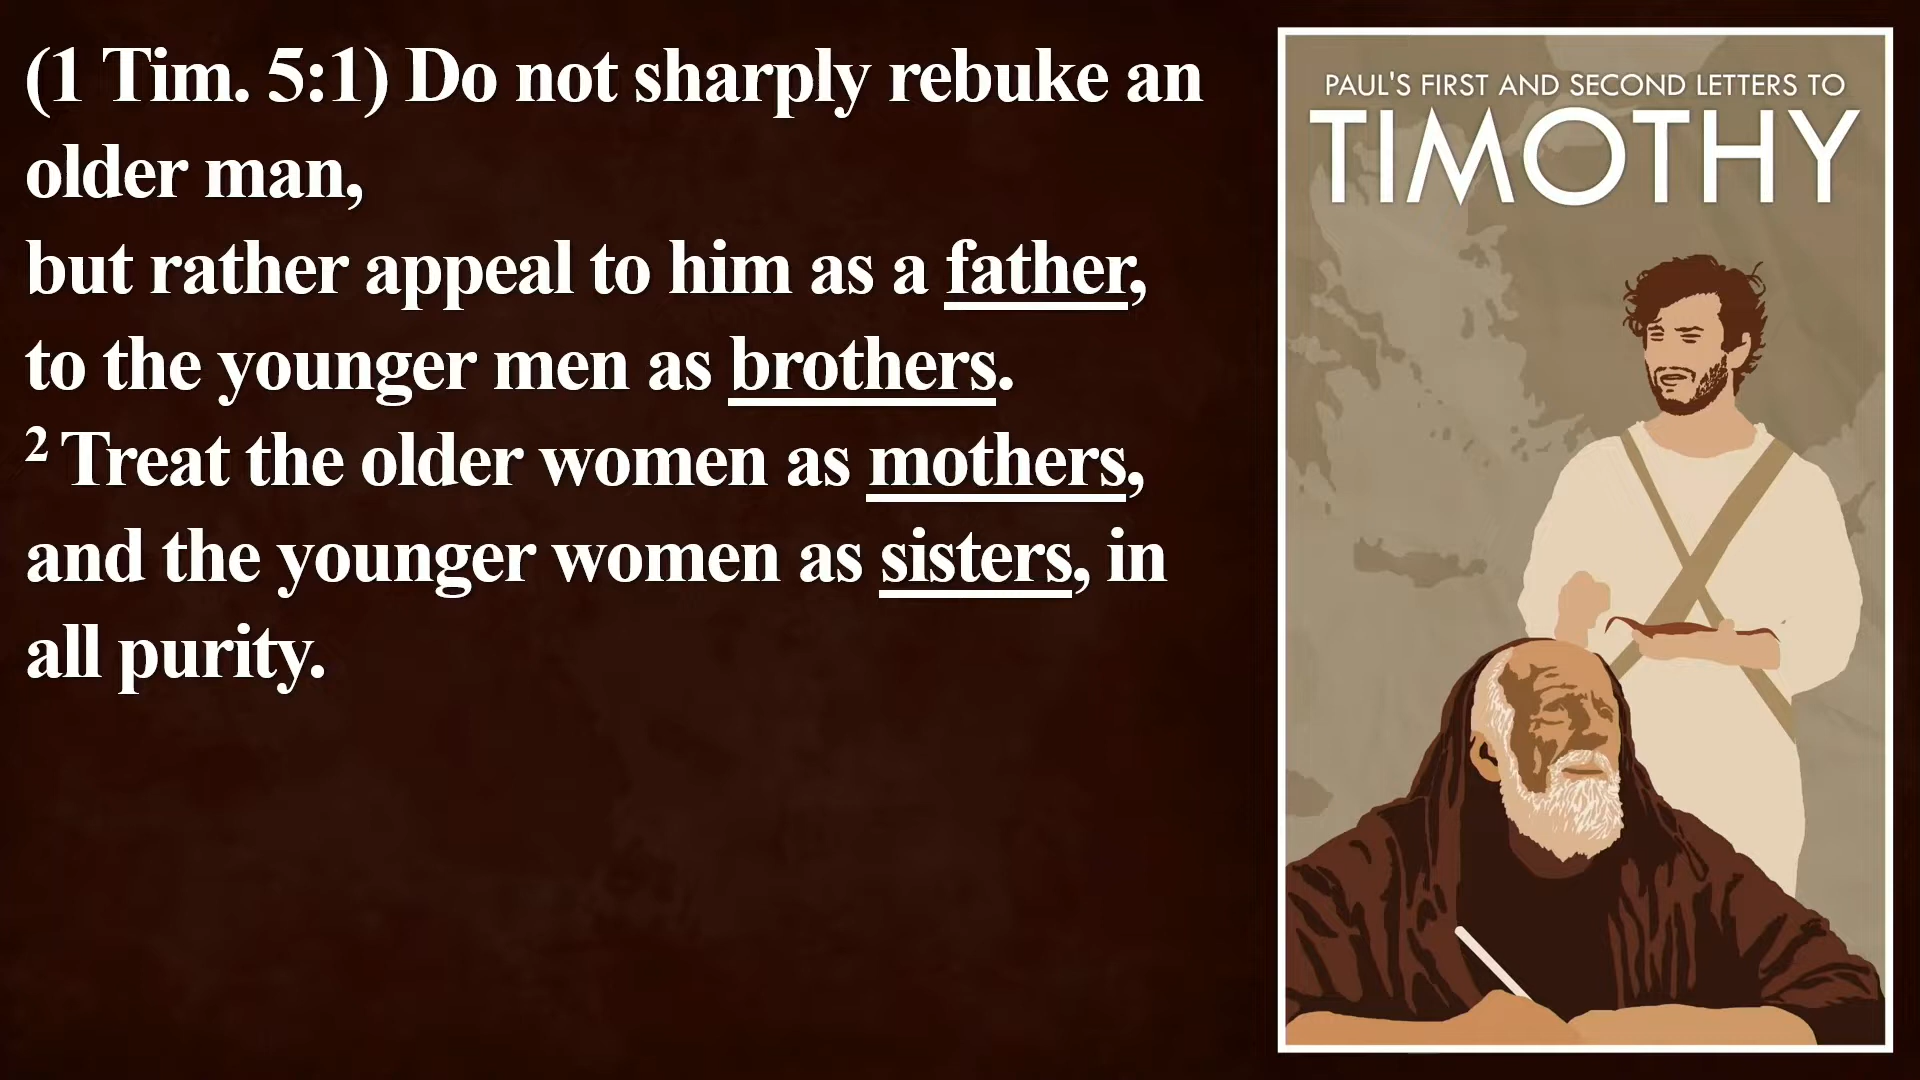 (1 Tim. 5:1) Do not sharply rebuke an
older man,
but rather appeal to him as a father,
to the younger men as brothers.
2 Treat the older women as mothers,
and the younger women as sisters, in
all purity.
PAUL'S FIRST AND SECOND LETTERS TO
TIMOTHY